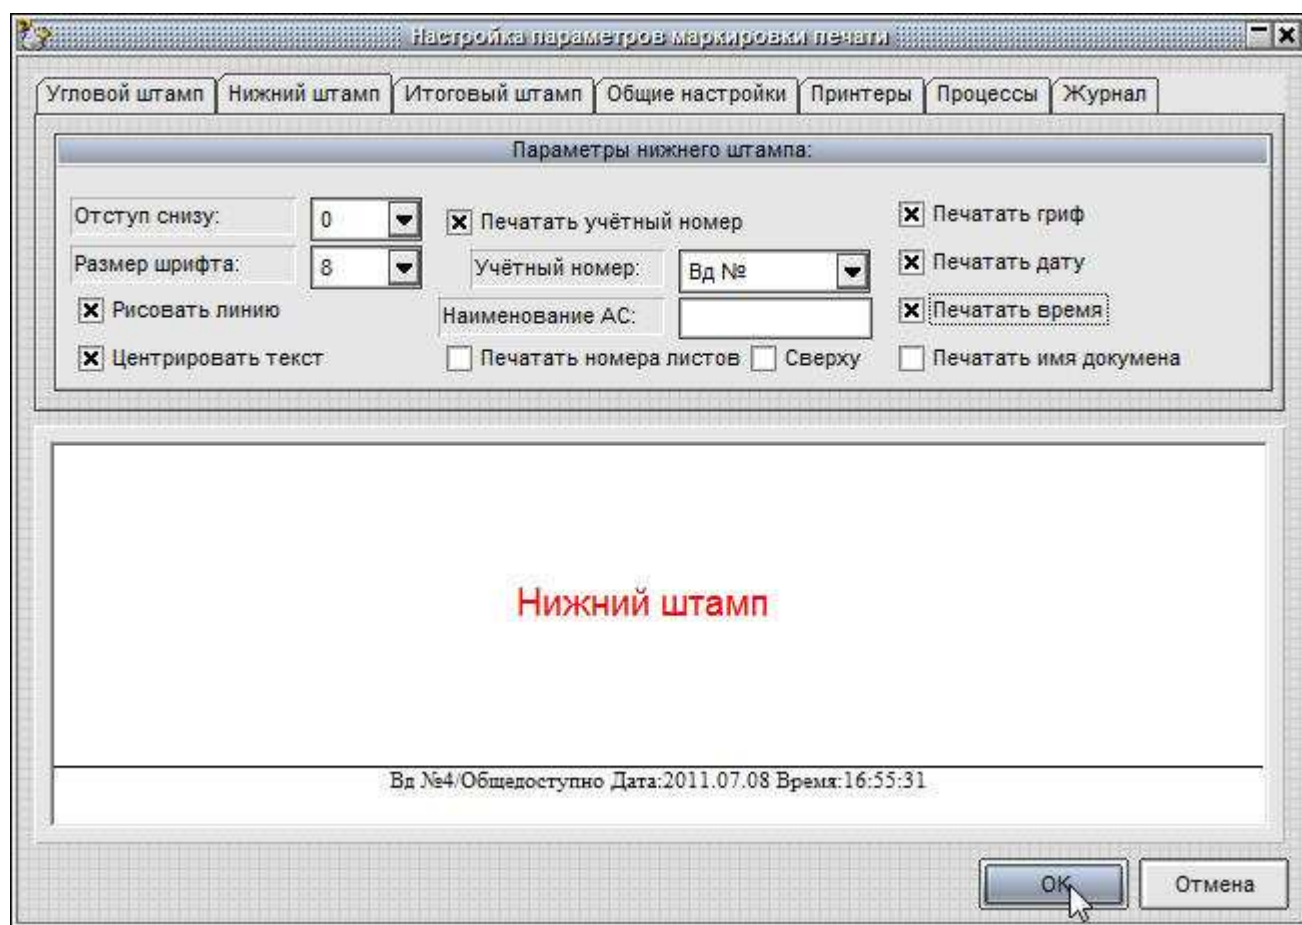 Настройка параметров маркировки печати
Угловой штамп Нижний штамп Итоговый штамп Общие настройки Принтеры Процессы Журнал
Параметры нижнего штампа:
Отступ снизу: 0 Печатать учётный номер Печатать гриф
Размер шрифта: 8 Учётный номер: Вд № Печатать дату
Рисовать линию Наименование АС: Печатать время
Центрировать текст Печатать номера листов Сверху Печатать имя докумена
Нижний штамп
Вд №4/Общедоступно Дата:2011.07.08 Время:16:55:31
OK Отмена